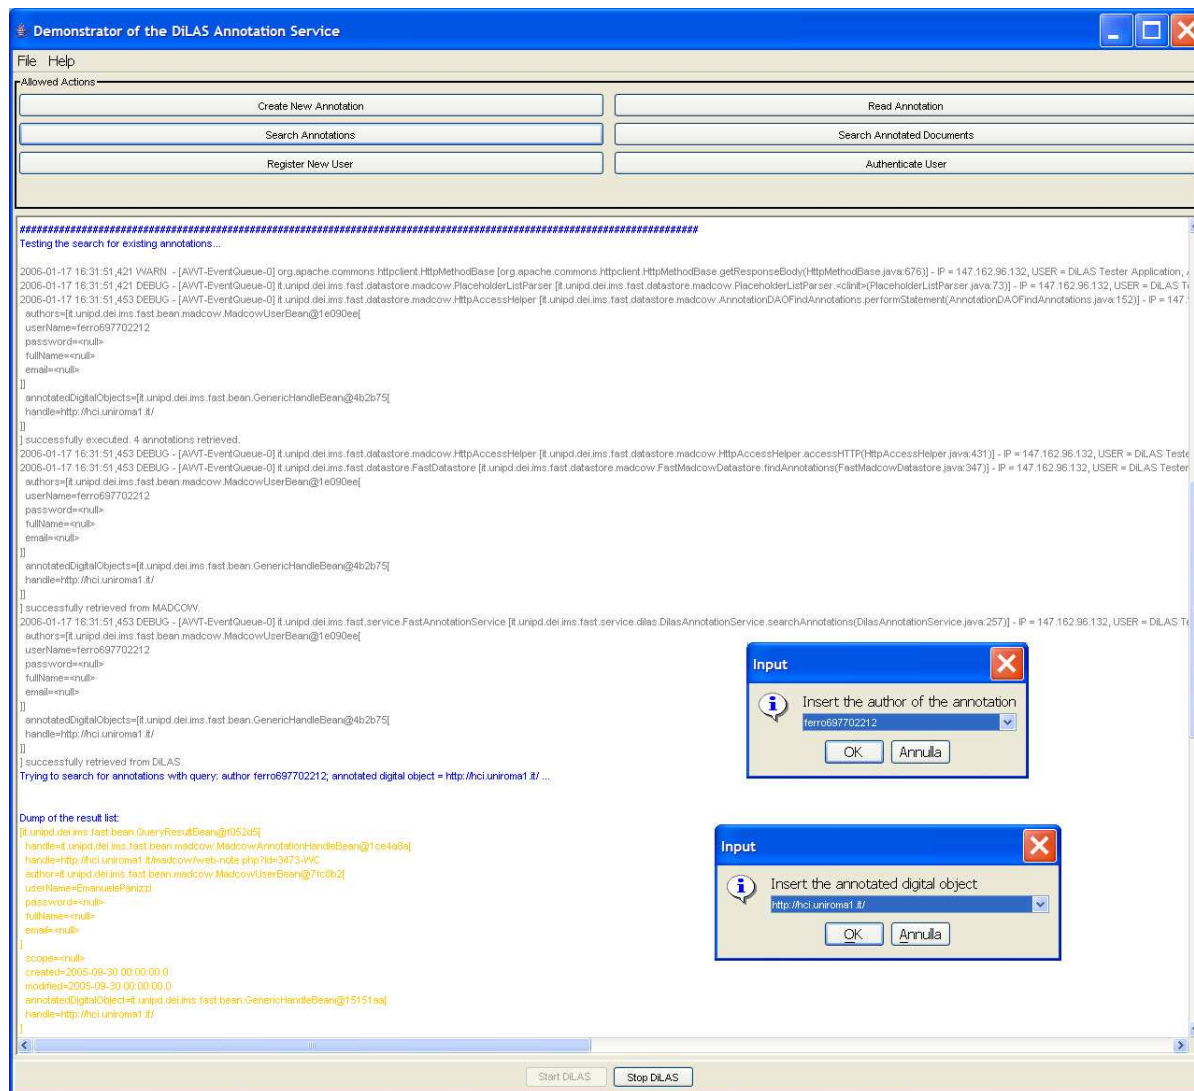 Demonstrator of the DiLAS Annotation Service
File Help
Allowed Actions
Create New Annotation
Read Annotation
Search Annotations
Search Annotated Documents
Register New User
Authenticate User
Testing the search for existing annotations...
2006-01-17 16:31:51,421 WARN - [AWT-EventQueue-0] org.apache.commons.httpclient.HttpMethodBase [org.apache.commons.httpclient.HttpMethodBase.getResponseBody(HttpMethodBase.java:676)] - IP = 147.162.96.132, USER = DiLAS Tester Application,
2006-01-17 16:31:51,421 DEBUG - [AWT-EventQueue-0] it.unipd.dei.ims.fast.datastore.madcow.PlaceholderListParser [it.unipd.dei.ims.fast.datastore.madcow.PlaceholderListParser.<clinit>(PlaceholderListParser.java:73)] - IP = 147.162.96.132, USER = DiLAS
2006-01-17 16:31:51,453 DEBUG - [AWT-EventQueue-0] it.unipd.dei.ims.fast.datastore.madcow.HttpAccessHelper [it.unipd.dei.ims.fast.datastore.madcow.AnnotationDAOFindAnnotations.performStatement(AnnotationDAOFindAnnotations.java:152)] - IP = 147.
authors=[it.unipd.dei.ims.fast.bean.madcow.MadcowUserBean@1e090ee[
userName=ferro697702212
password=<null>
fullName=<null>
email=<null>
]]
annotatedDigitalObjects=[it.unipd.dei.ims.fast.bean.GenericHandleBean@4b2b75[
handle=http://hci.uniroma1.it/
]]
] successfully executed. 4 annotations retrieved.
2006-01-17 16:31:51,453 DEBUG - [AWT-EventQueue-0] it.unipd.dei.ims.fast.datastore.madcow.HttpAccessHelper [it.unipd.dei.ims.fast.datastore.madcow.HttpAccessHelper.accessHTTP(HttpAccessHelper.java:431)] - IP = 147.162.96.132, USER = DiLAS Teste
2006-01-17 16:31:51,453 DEBUG - [AWT-EventQueue-0] it.unipd.dei.ims.fast.datastore.FastDatastore [it.unipd.dei.ims.fast.datastore.madcow.FastMadcowDatastore.findAnnotations(FastMadcowDatastore.java:347)] - IP = 147.162.96.132, USER = DiLAS Tester
authors=[it.unipd.dei.ims.fast.bean.madcow.MadcowUserBean@1e090ee[
userName=ferro697702212
password=<null>
fullName=<null>
email=<null>
]]
annotatedDigitalObjects=[it.unipd.dei.ims.fast.bean.GenericHandleBean@4b2b75[
handle=http://hci.uniroma1.it/
]]
] successfully retrieved from MADCOW.
2006-01-17 16:31:51,453 DEBUG - [AWT-EventQueue-0] it.unipd.dei.ims.fast.service.FastAnnotationService [it.unipd.dei.ims.fast.service.dilas.DilasAnnotationService.searchAnnotations(DilasAnnotationService.java:257)] - IP = 147.162.96.132, USER = DiLAS
authors=[it.unipd.dei.ims.fast.bean.madcow.MadcowUserBean@1e090ee[
userName=ferro697702212
password=<null>
fullName=<null>
email=<null>
]]
annotatedDigitalObjects=[it.unipd.dei.ims.fast.bean.GenericHandleBean@4b2b75[
handle=http://hci.uniroma1.it/
]]
] successfully retrieved from DiLAS.
Trying to search for annotations with query: author ferro697702212; annotated digital object = http://hci.uniroma1.it/ ...
Input
Insert the author of the annotation
ferro697702212
OK Annulla
Dump of the result list:
[it.unipd.dei.ims.fast.bean.QueryResultBean@f052d5[
handle=it.unipd.dei.ims.fast.bean.madcow.MadcowAnnotationHandleBean@1ce4a8a[
handle=http://hci.uniroma1.it/madcow/web-note.php?id=3473-WC
author=it.unipd.dei.ims.fast.bean.madcow.MadcowUserBean@7fc8b2[
userName=EmanuelePanizzi
password=<null>
fullName=<null>
email=<null>
]
scope=<null>
created=2005-09-30 00:00:00.0
modified=2005-09-30 00:00:00.0
annotatedDigitalObject=it.unipd.dei.ims.fast.bean.GenericHandleBean@15151aa[
handle=http://hci.uniroma1.it/
]
Input
Insert the annotated digital object
http://hci.uniroma1.it/
OK Annulla
Start DiLAS
Stop DiLAS